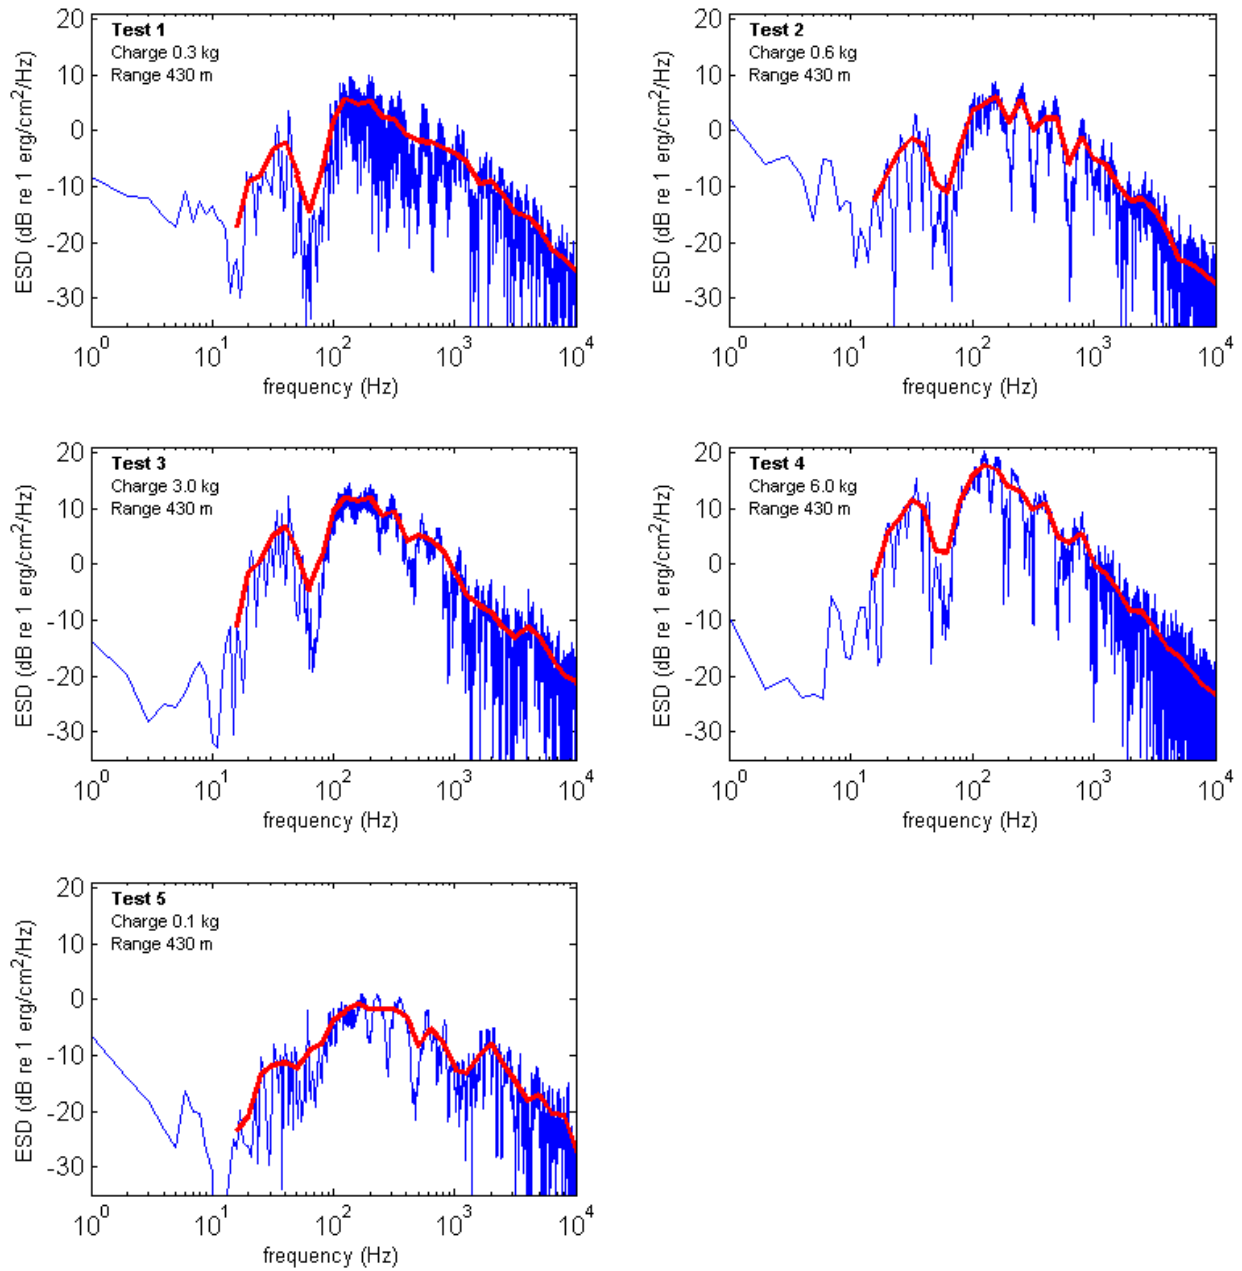 Test 1
Charge 0.3 kg
Range 430 m
20
10
0
-10
-20
-30
ESD (dB re 1 erg/cm²/Hz)
10⁰ 10¹ 10² 10³ 10⁴
frequency (Hz)
Test 2
Charge 0.6 kg
Range 430 m
20
10
0
-10
-20
-30
ESD (dB re 1 erg/cm²/Hz)
10⁰ 10¹ 10² 10³ 10⁴
frequency (Hz)
Test 3
Charge 3.0 kg
Range 430 m
20
10
0
-10
-20
-30
ESD (dB re 1 erg/cm²/Hz)
10⁰ 10¹ 10² 10³ 10⁴
frequency (Hz)
Test 4
Charge 6.0 kg
Range 430 m
20
10
0
-10
-20
-30
ESD (dB re 1 erg/cm²/Hz)
10⁰ 10¹ 10² 10³ 10⁴
frequency (Hz)
Test 5
Charge 0.1 kg
Range 430 m
20
10
0
-10
-20
-30
ESD (dB re 1 erg/cm²/Hz)
10⁰ 10¹ 10² 10³ 10⁴
frequency (Hz)